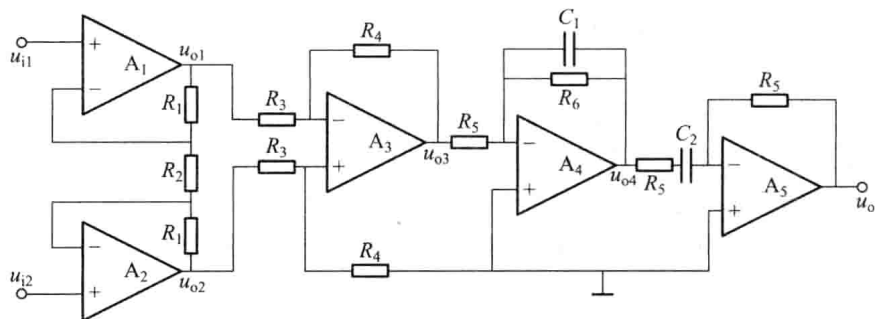 u_i1
+
−
A_1
u_o1
R_1
R_2
R_1
−
+
A_2
u_i2
u_o2
R_3
R_3
R_4
−
+
A_3
u_o3
R_4
R_5
C_1
R_6
−
+
A_4
u_o4
R_5
C_2
R_5
−
+
A_5
u_o